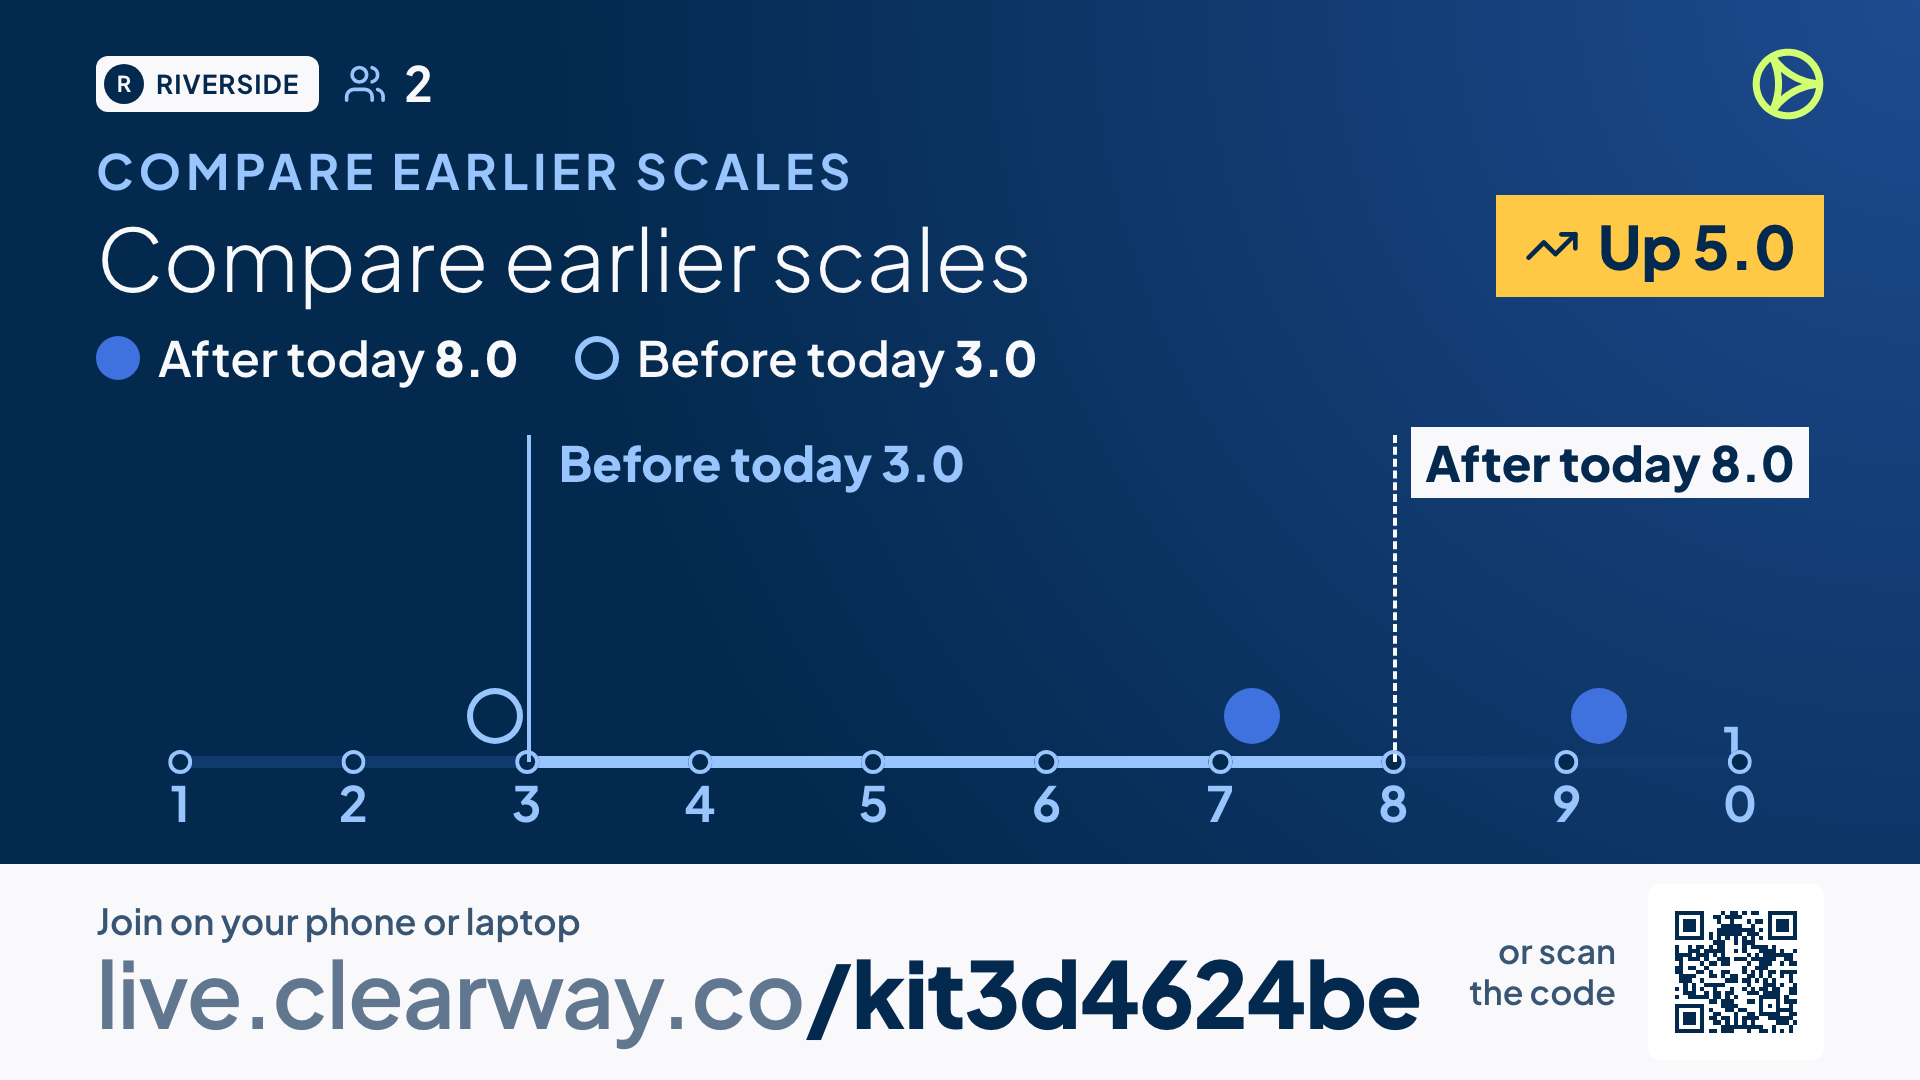 R RIVERSIDE 2
COMPARE EARLIER SCALES
Compare earlier scales
Up 5.0
After today 8.0 Before today 3.0
Before today 3.0 After today 8.0
1 2 3 4 5 6 7 8 9 10
Join on your phone or laptop
live.clearway.co/kit3d4624be
or scan
the code